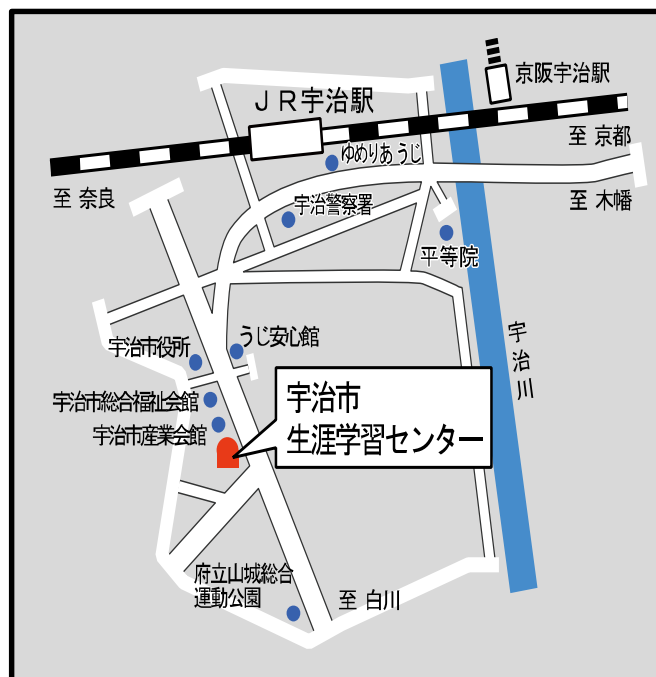 京阪宇治駅
ＪＲ宇治駅
至 京都
ゆめりあうじ
至 奈良
至 木幡
宇治警察署
平等院
宇治川
うじ安心館
宇治市役所
宇治市総合福祉会館
宇治市産業会館
宇治市
生涯学習センター
府立山城総合
運動公園
至 白川